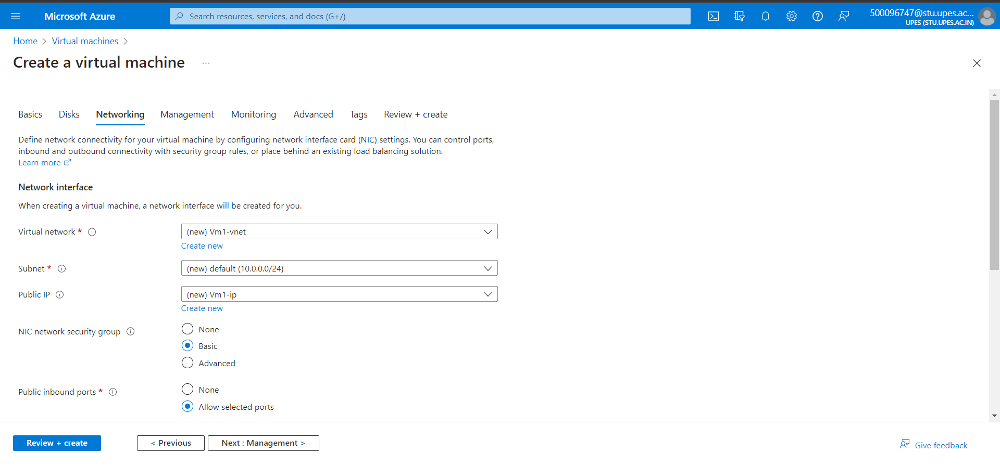 Microsoft Azure
Search resources, services, and docs (G+/)
500096747@stu.upes.ac....
UPES (STU.UPES.AC.IN)
Home > Virtual machines >
Create a virtual machine ...
Basics Disks Networking Management Monitoring Advanced Tags Review + create
Define network connectivity for your virtual machine by configuring network interface card (NIC) settings. You can control ports,
inbound and outbound connectivity with security group rules, or place behind an existing load balancing solution.
Learn more
Network interface
When creating a virtual machine, a network interface will be created for you.
Virtual network * (new) Vm1-vnet
Create new
Subnet * (new) default (10.0.0.0/24)
Public IP (new) Vm1-ip
Create new
NIC network security group None
Basic
Advanced
Public inbound ports * None
Allow selected ports
Review + create < Previous Next : Management > Give feedback